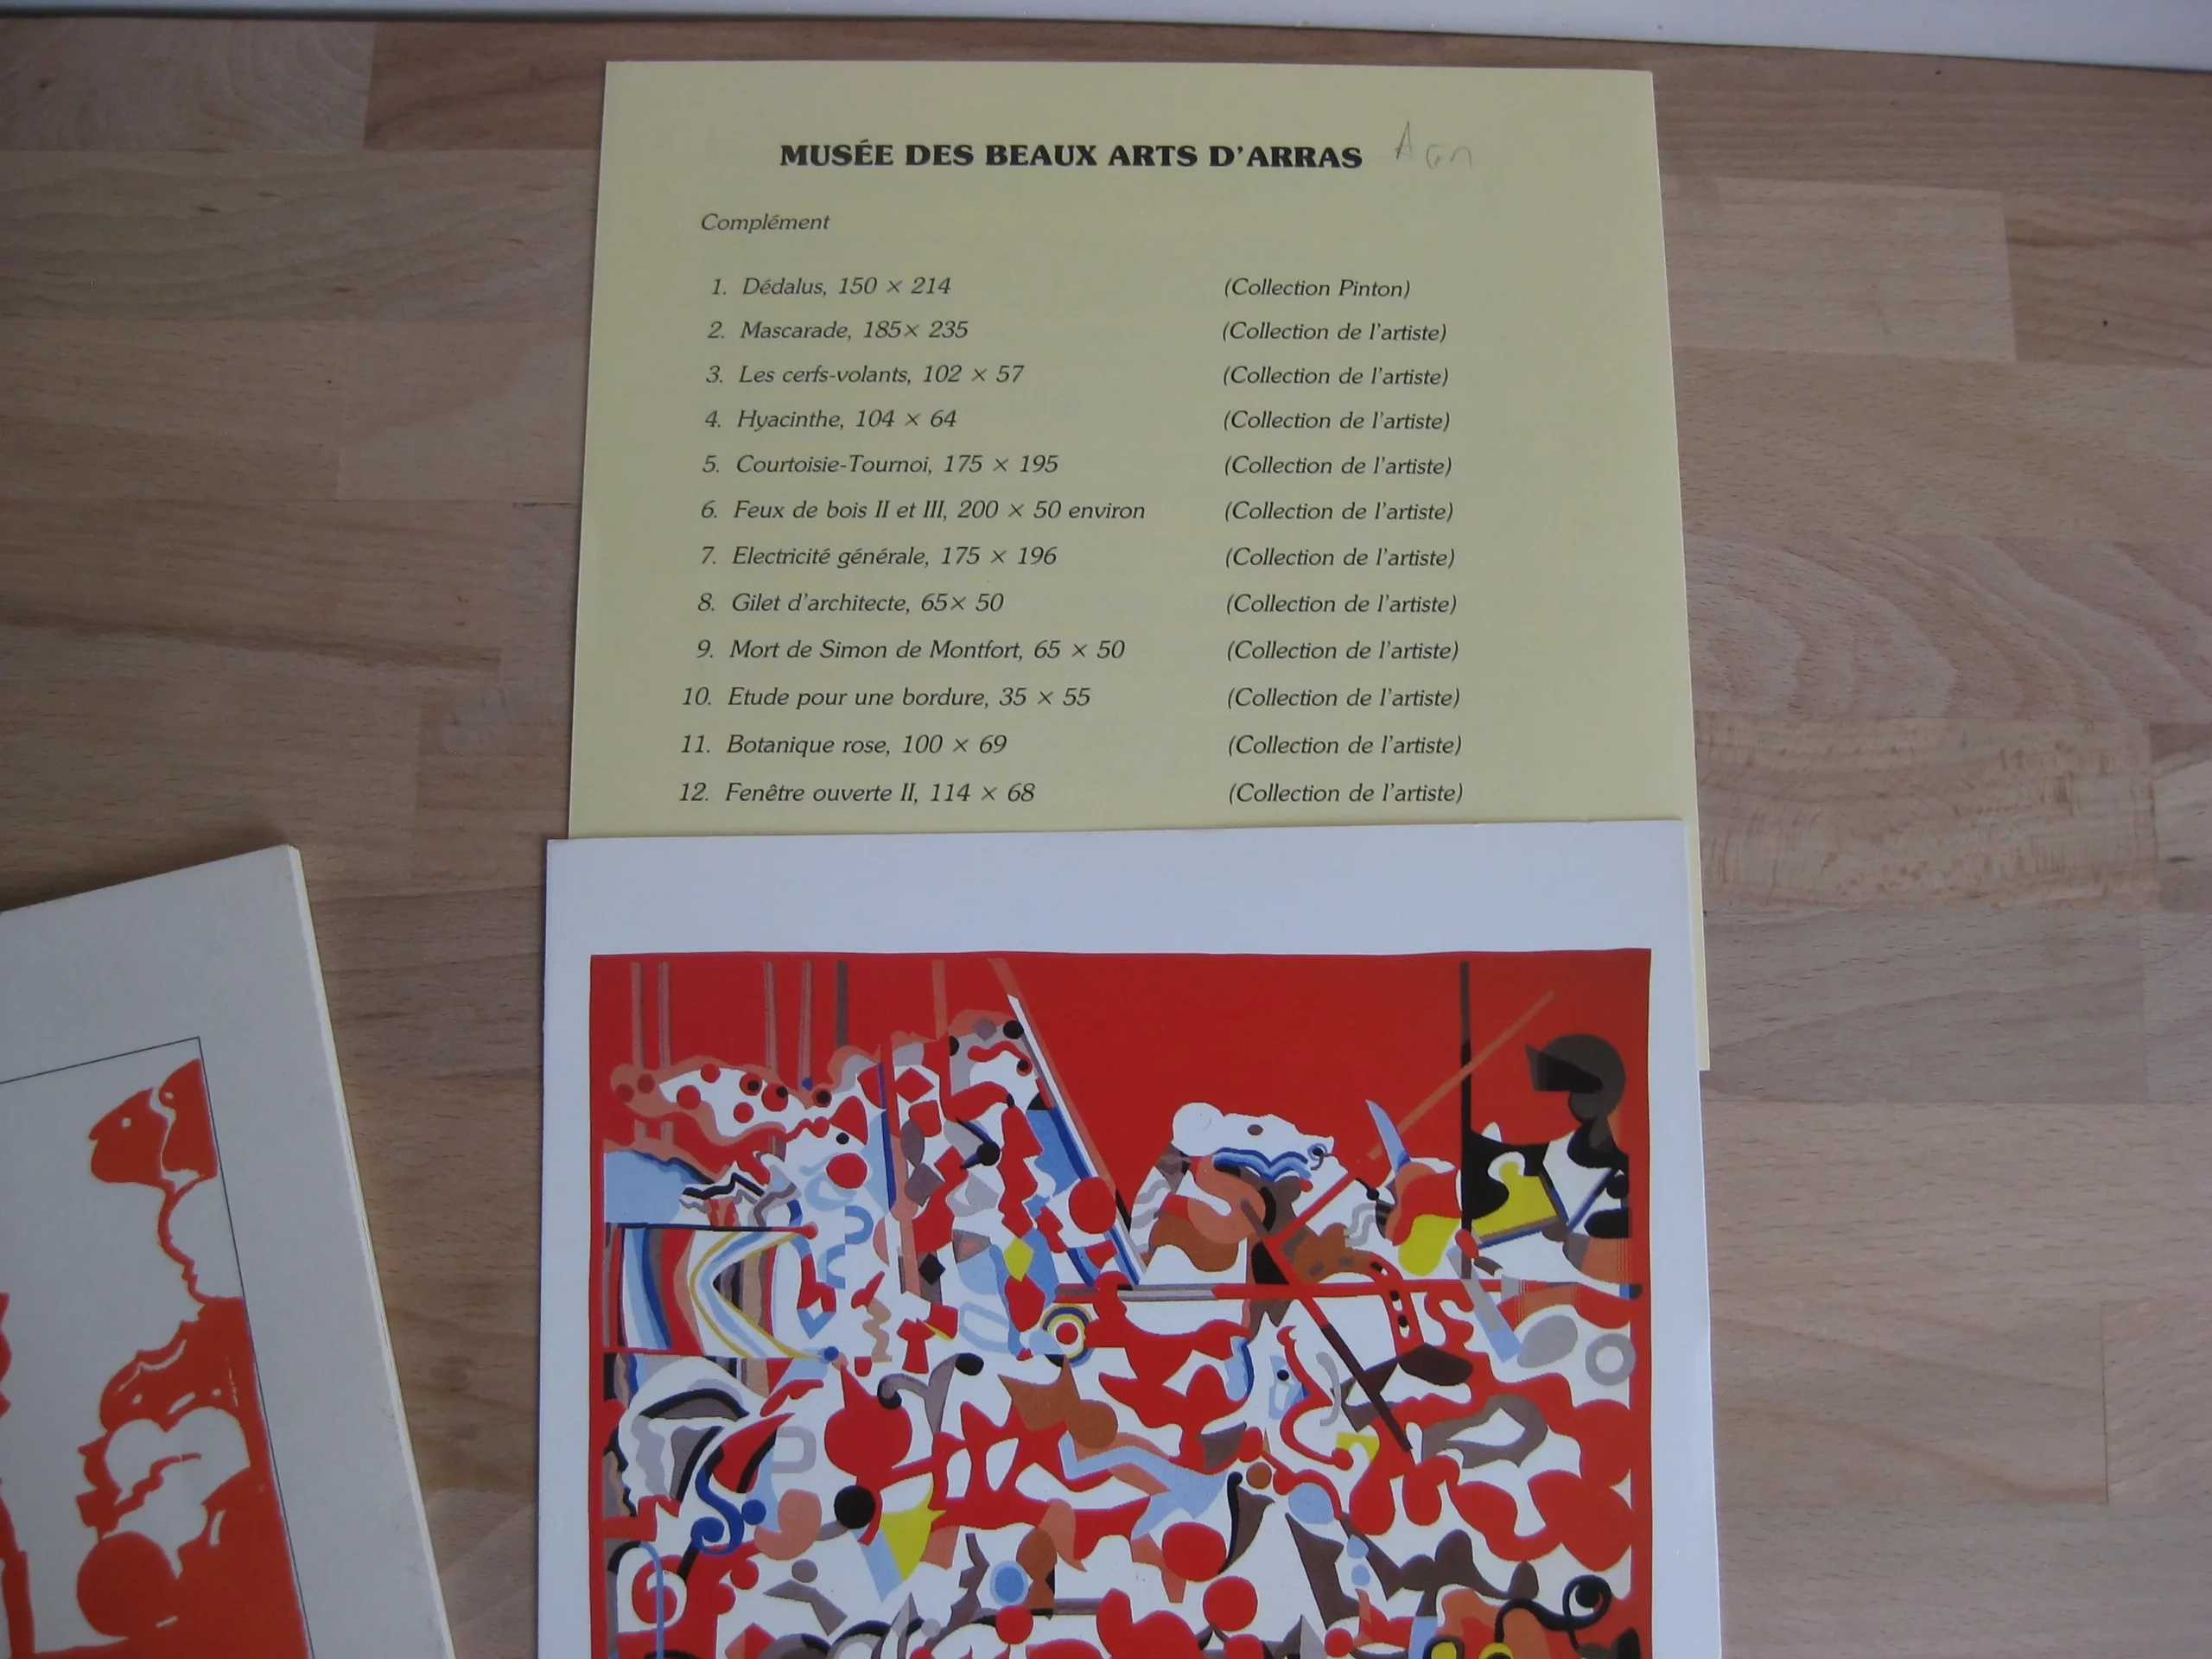 MUSÉE DES BEAUX ARTS D'ARRAS
Complément
1. Dédalus, 150 × 214 (Collection Pinton)
2. Mascarade, 185× 235 (Collection de l'artiste)
3. Les cerfs-volants, 102 × 57 (Collection de l'artiste)
4. Hyacinthe, 104 × 64 (Collection de l'artiste)
5. Courtoisie-Tournoi, 175 × 195 (Collection de l'artiste)
6. Feux de bois II et III, 200 × 50 environ (Collection de l'artiste)
7. Electricité générale, 175 × 196 (Collection de l'artiste)
8. Gilet d'architecte, 65× 50 (Collection de l'artiste)
9. Mort de Simon de Montfort, 65 × 50 (Collection de l'artiste)
10. Etude pour une bordure, 35 × 55 (Collection de l'artiste)
11. Botanique rose, 100 × 69 (Collection de l'artiste)
12. Fenêtre ouverte II, 114 × 68 (Collection de l'artiste)